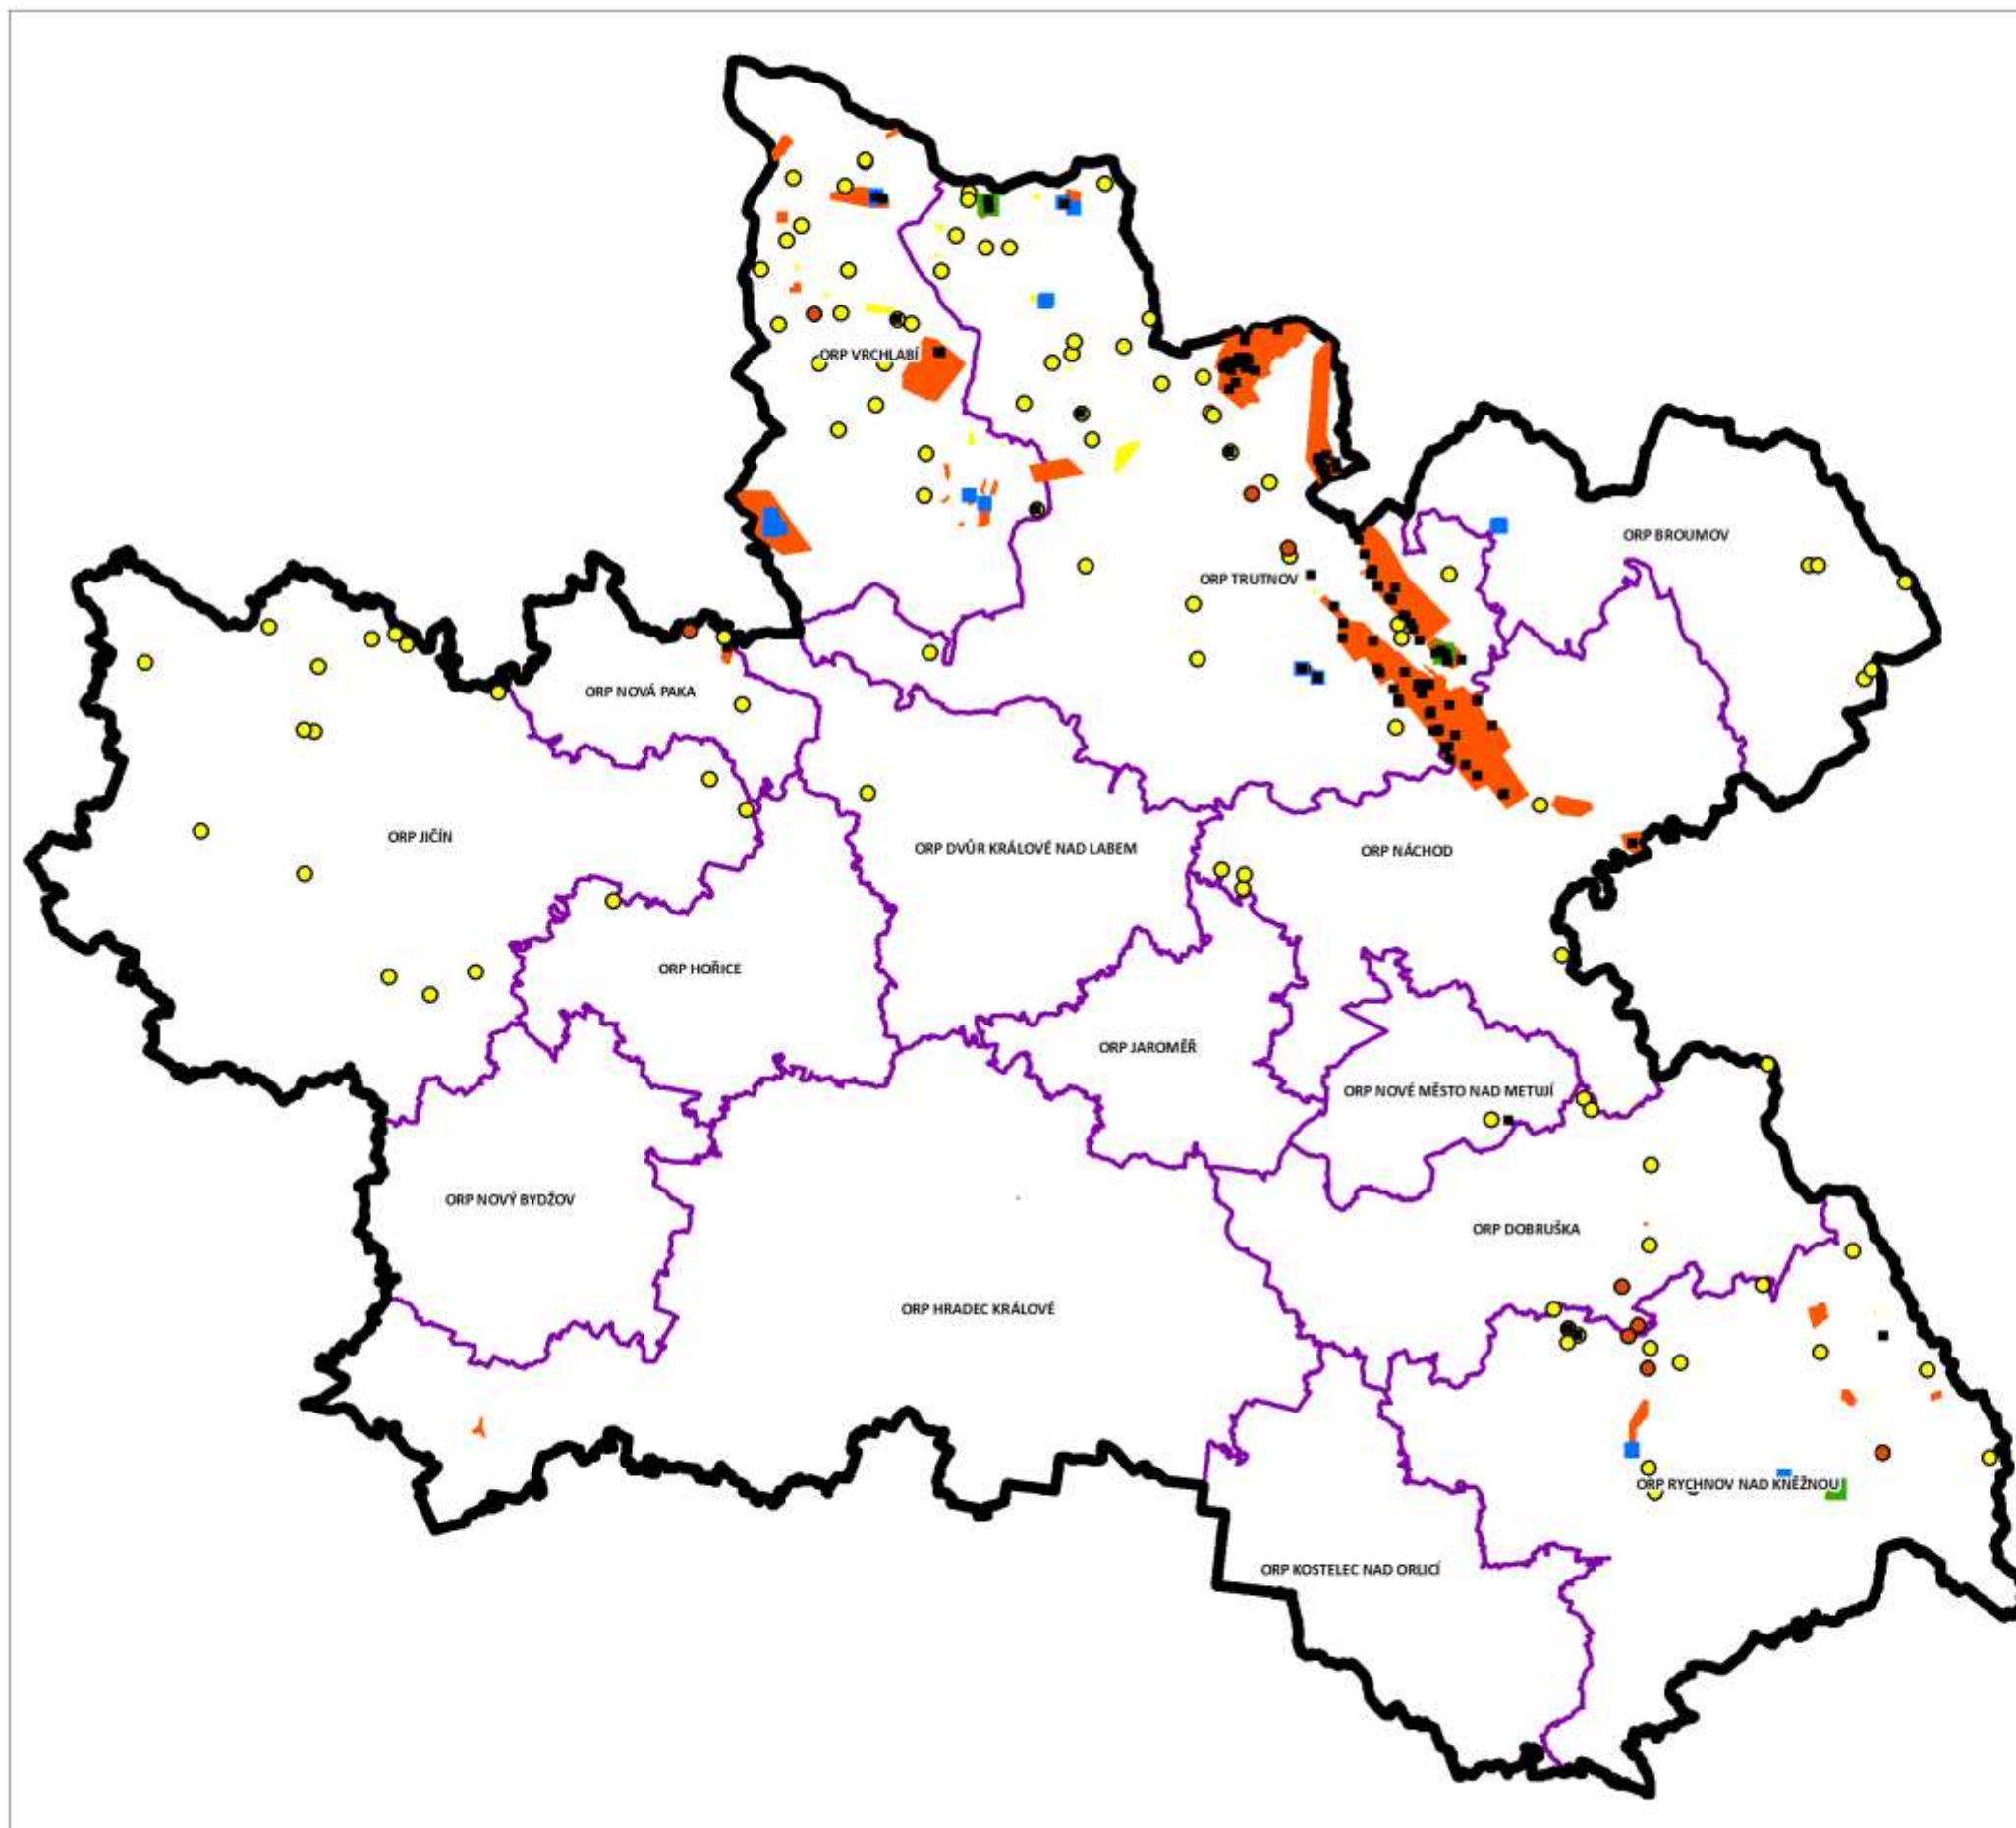 ORP VRCHLABÍ
ORP BROUMOV
ORP TRUTNOV
ORP NOVÁ PAKA
ORP JIČÍN
ORP DVŮR KRÁLOVÉ NAD LABEM
ORP NÁCHOD
ORP HOŘICE
ORP JAROMĚŘ
ORP NOVÉ MĚSTO NAD METUJÍ
ORP NOVÝ BYDŽOV
ORP DOBRUŠKA
ORP HRADEC KRÁLOVÉ
ORP RYCHNOV NAD KNĚŽNOU
ORP KOSTELEC NAD ORLICÍ